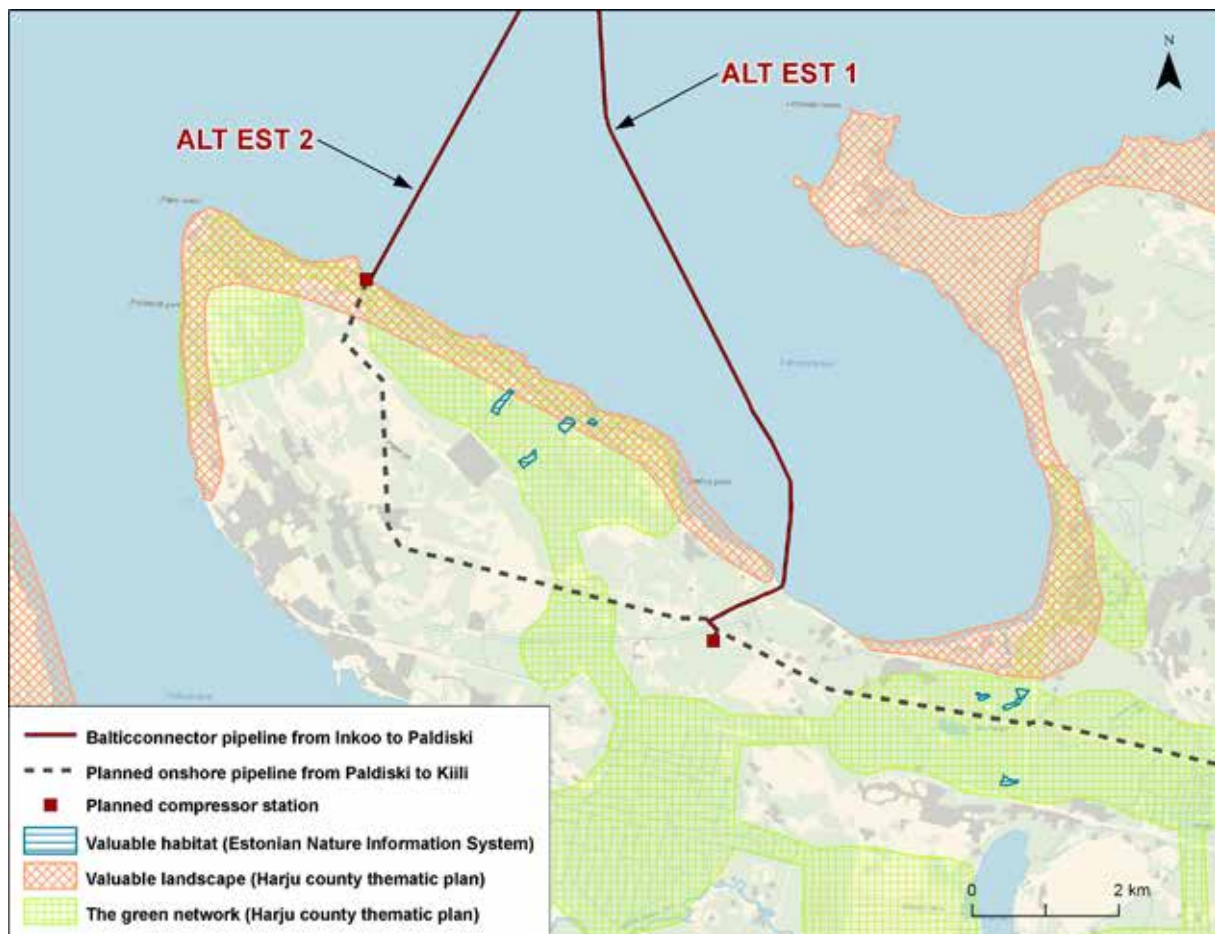 N
ALT EST 1
ALT EST 2
Balticconnector pipeline from Inkoo to Paldiski
Planned onshore pipeline from Paldiski to Kiili
Planned compressor station
Valuable habitat (Estonian Nature Information System)
Valuable landscape (Harju county thematic plan)
The green network (Harju county thematic plan)
0 2 km